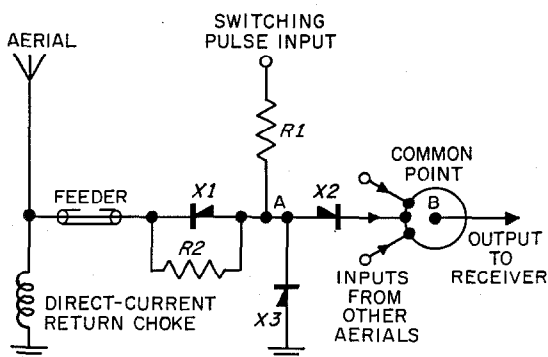 SWITCHING
PULSE INPUT
AERIAL
R1
COMMON
POINT
FEEDER
X1
A
X2
B
R2
OUTPUT
TO
RECEIVER
DIRECT-CURRENT
RETURN CHOKE
X3
INPUTS
FROM
OTHER
AERIALS